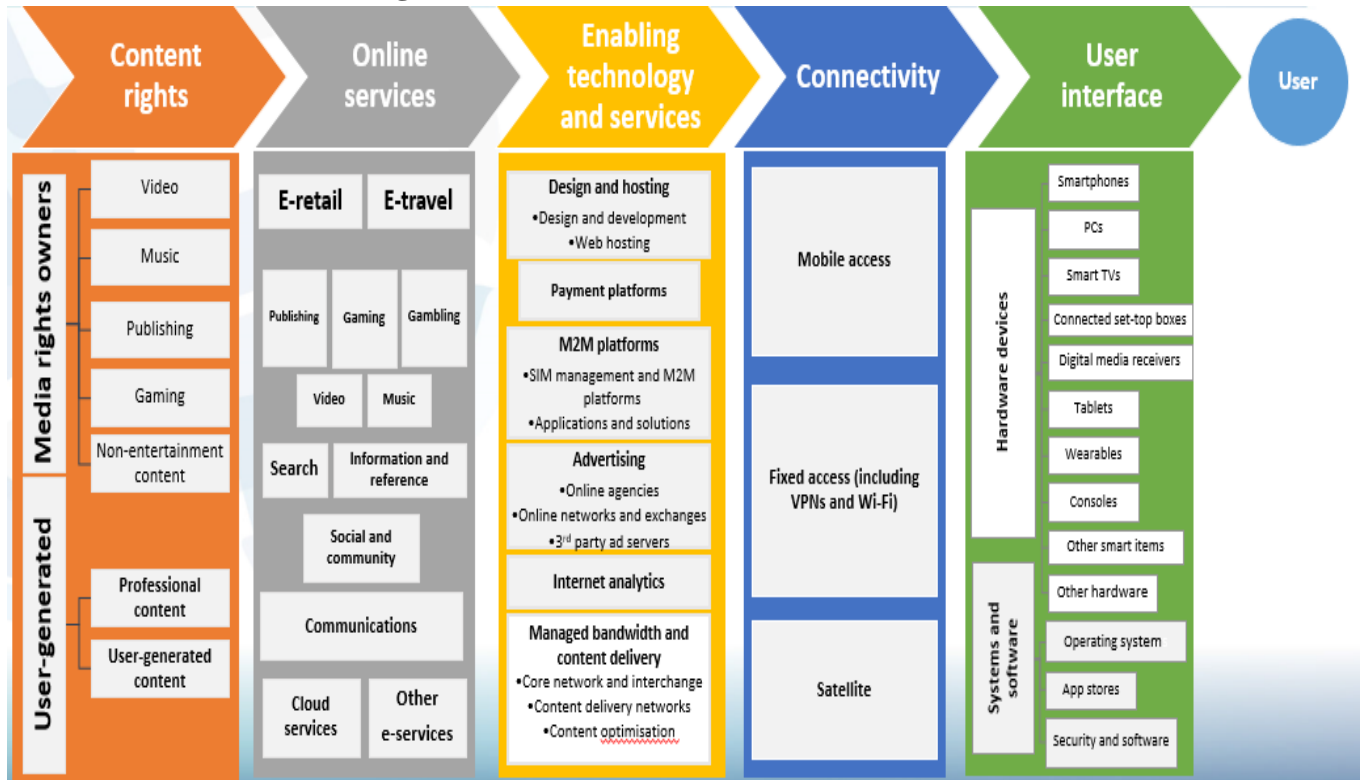 Content
rights
Online
services
Enabling
technology
and services
Connectivity
User
interface
User
Media rights owners
Video
Music
Publishing
Gaming
Non-entertainment
content
User-generated
Professional
content
User-generated
content
E-retail
E-travel
Publishing
Gaming
Gambling
Video
Music
Search
Information and
reference
Social and
community
Communications
Cloud
services
Other
e-services
Design and hosting
•Design and development
•Web hosting
Payment platforms
M2M platforms
•SIM management and M2M
platforms
•Applications and solutions
Advertising
•Online agencies
•Online networks and exchanges
•3rd party ad servers
Internet analytics
Managed bandwidth and
content delivery
•Core network and interchange
•Content delivery networks
•Content optimisation
Mobile access
Fixed access (including
VPNs and Wi-Fi)
Satellite
Hardware devices
Smartphones
PCs
Smart TVs
Connected set-top boxes
Digital media receivers
Tablets
Wearables
Consoles
Other smart items
Other hardware
Systems and
software
Operating system
App stores
Security and software